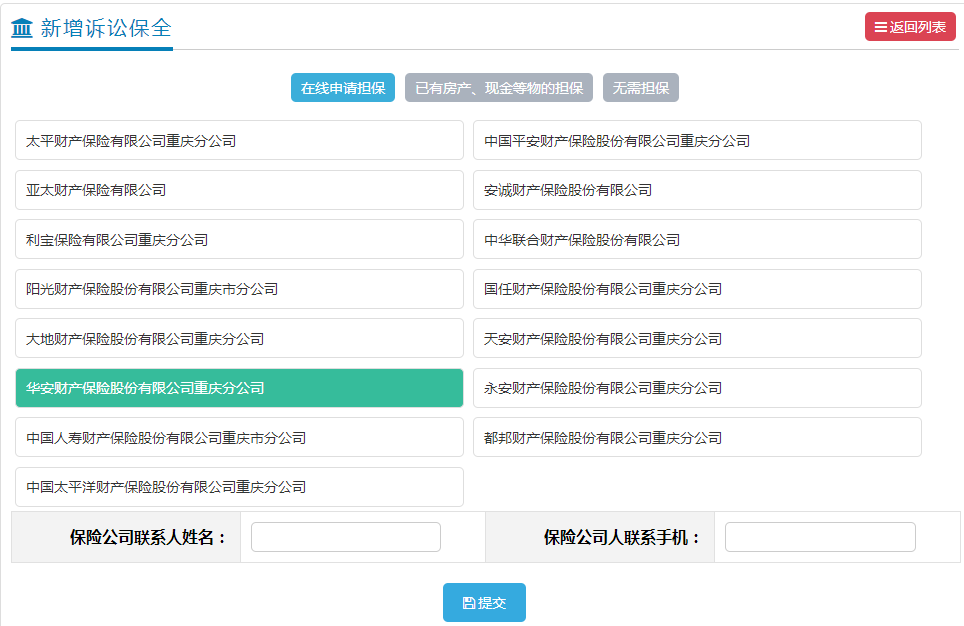 新增诉讼保全
返回列表
在线申请担保 已有房产、现金等物的担保 无需担保
太平财产保险有限公司重庆分公司 中国平安财产保险股份有限公司重庆分公司
亚太财产保险有限公司 安诚财产保险股份有限公司
利宝保险有限公司重庆分公司 中华联合财产保险股份有限公司
阳光财产保险股份有限公司重庆市分公司 国任财产保险股份有限公司重庆分公司
大地财产保险股份有限公司重庆分公司 天安财产保险股份有限公司重庆分公司
华安财产保险股份有限公司重庆分公司 永安财产保险股份有限公司重庆分公司
中国人寿财产保险股份有限公司重庆市分公司 都邦财产保险股份有限公司重庆分公司
中国太平洋财产保险股份有限公司重庆分公司
保险公司联系人姓名： 保险公司人联系手机：
提交